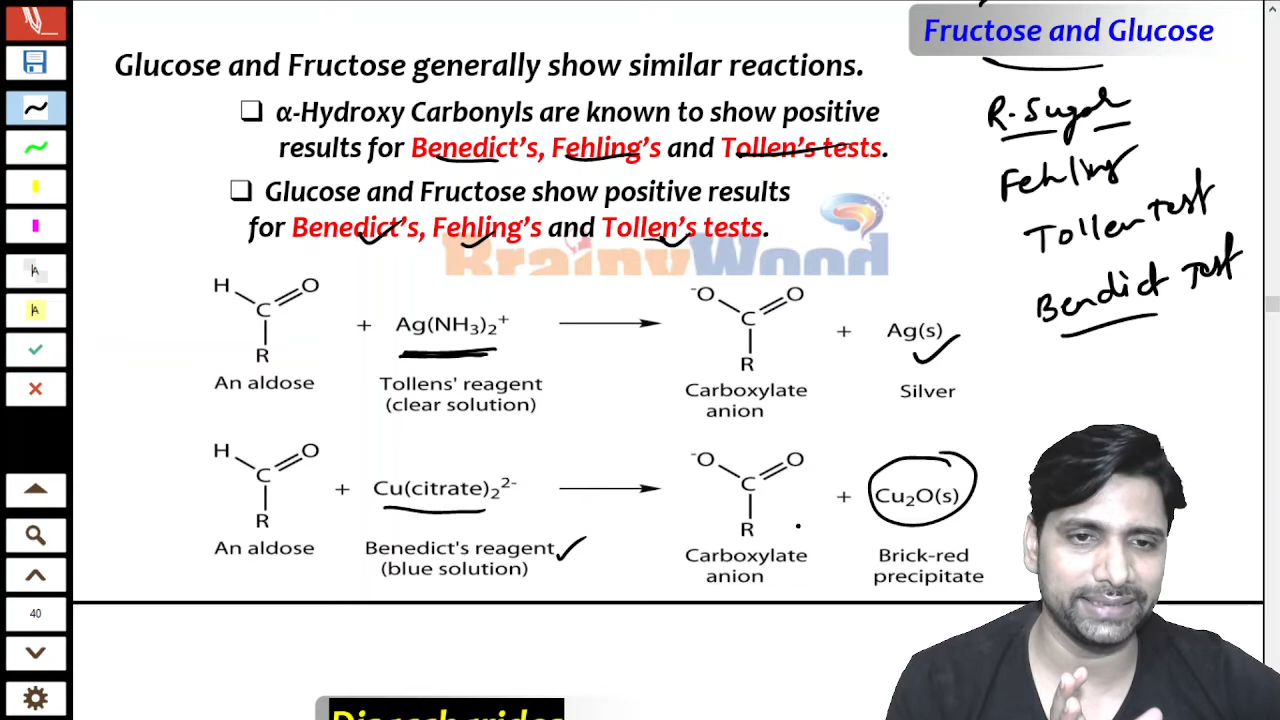 Fructose and Glucose
Glucose and Fructose generally show similar reactions.
❑ α-Hydroxy Carbonyls are known to show positive
results for Benedict's, Fehling's and Tollen's tests.
❑ Glucose and Fructose show positive results
for Benedict's, Fehling's and Tollen's tests.
R. Sugar
Fehling
Tollen Test
Bendict Test
BrainyWood
H O
C
R
An aldose
+
Ag(NH₃)₂⁺
Tollens' reagent
(clear solution)
⁻O O
C
R
Carboxylate
anion
+
Ag(s)
Silver
H O
C
R
An aldose
+
Cu(citrate)₂²⁻
Benedict's reagent
(blue solution)
⁻O O
C
R
Carboxylate
anion
+
Cu₂O(s)
Brick-red
precipitate
40
Disaccharides